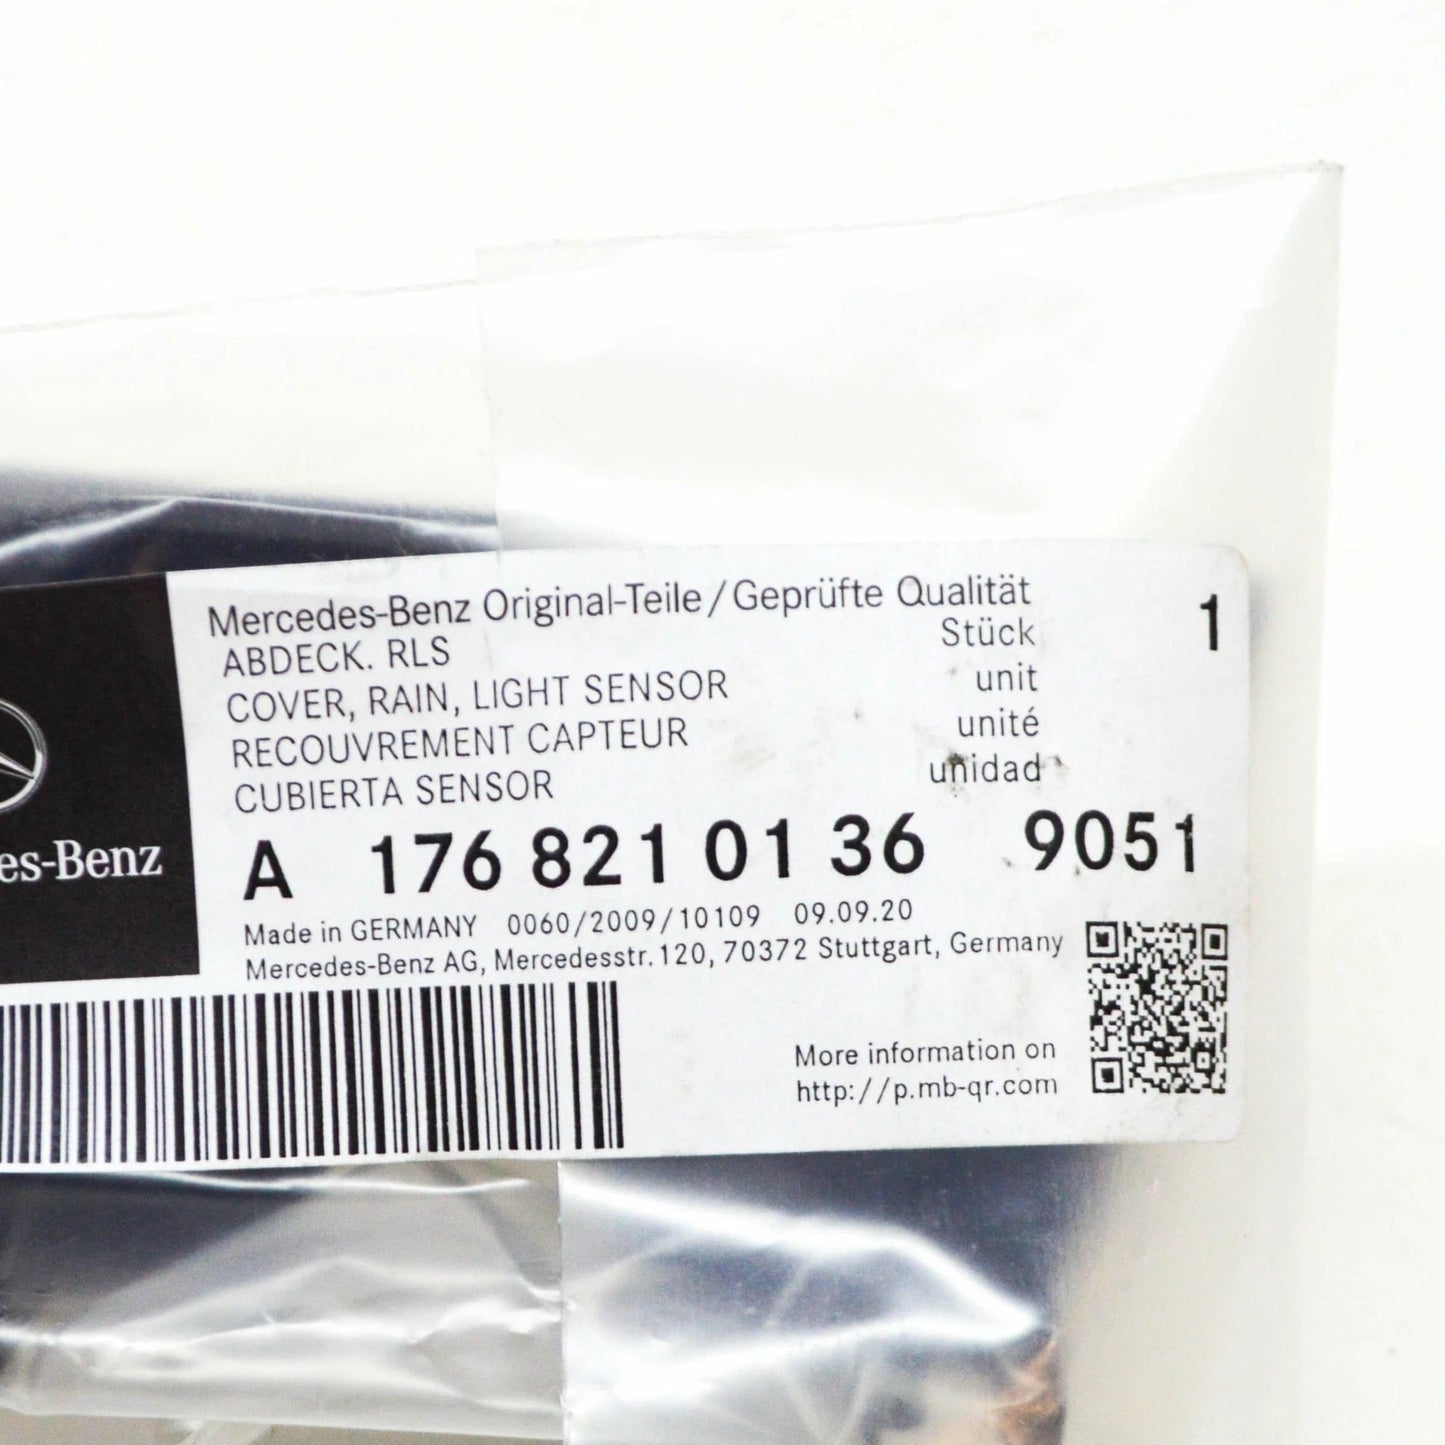 Mercedes-Benz Original-Teile/Geprüfte Qualität
ABDECK. RLS
COVER, RAIN, LIGHT SENSOR
RECOUVREMENT CAPTEUR
CUBIERTA SENSOR
Stück 1
unit
unité
unidad
A 176 821 01 36 9051
Made in GERMANY 0060/2009/10109 09.09.20
Mercedes-Benz AG, Mercedesstr. 120, 70372 Stuttgart, Germany
More information on
http://p.mb-qr.com
es-Benz